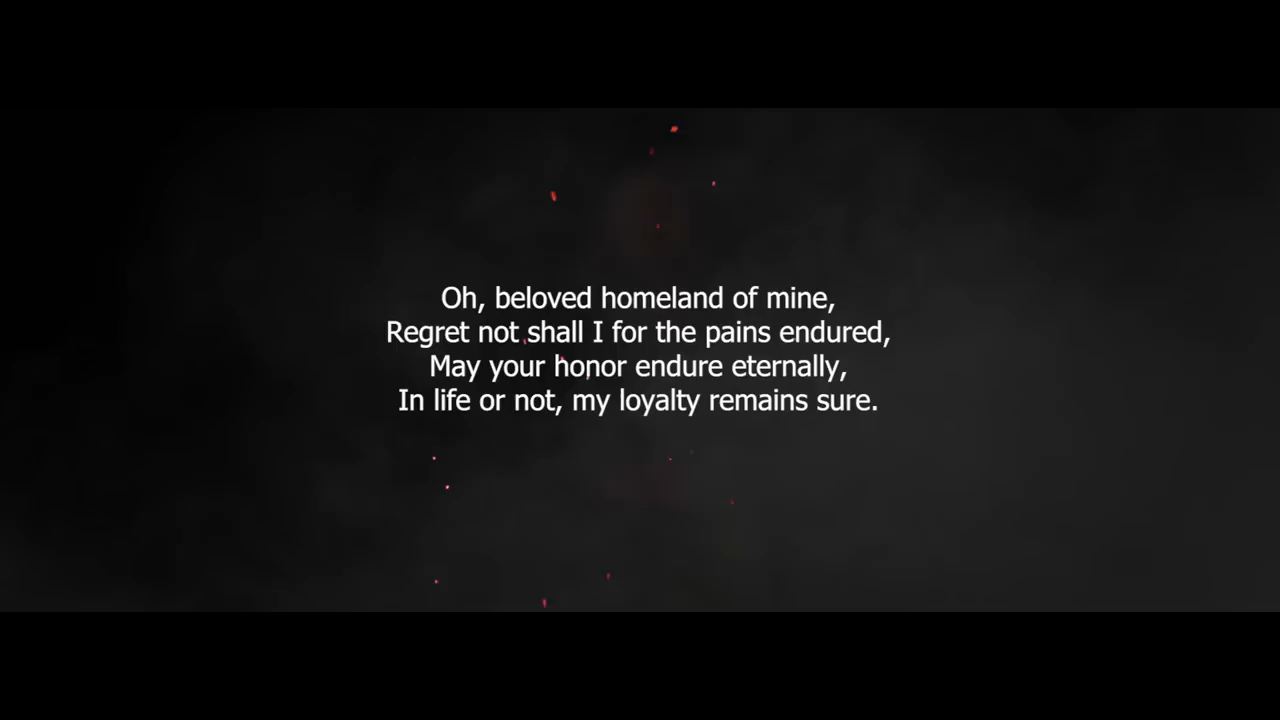 Oh, beloved homeland of mine,
Regret not shall I for the pains endured,
May your honor endure eternally,
In life or not, my loyalty remains sure.